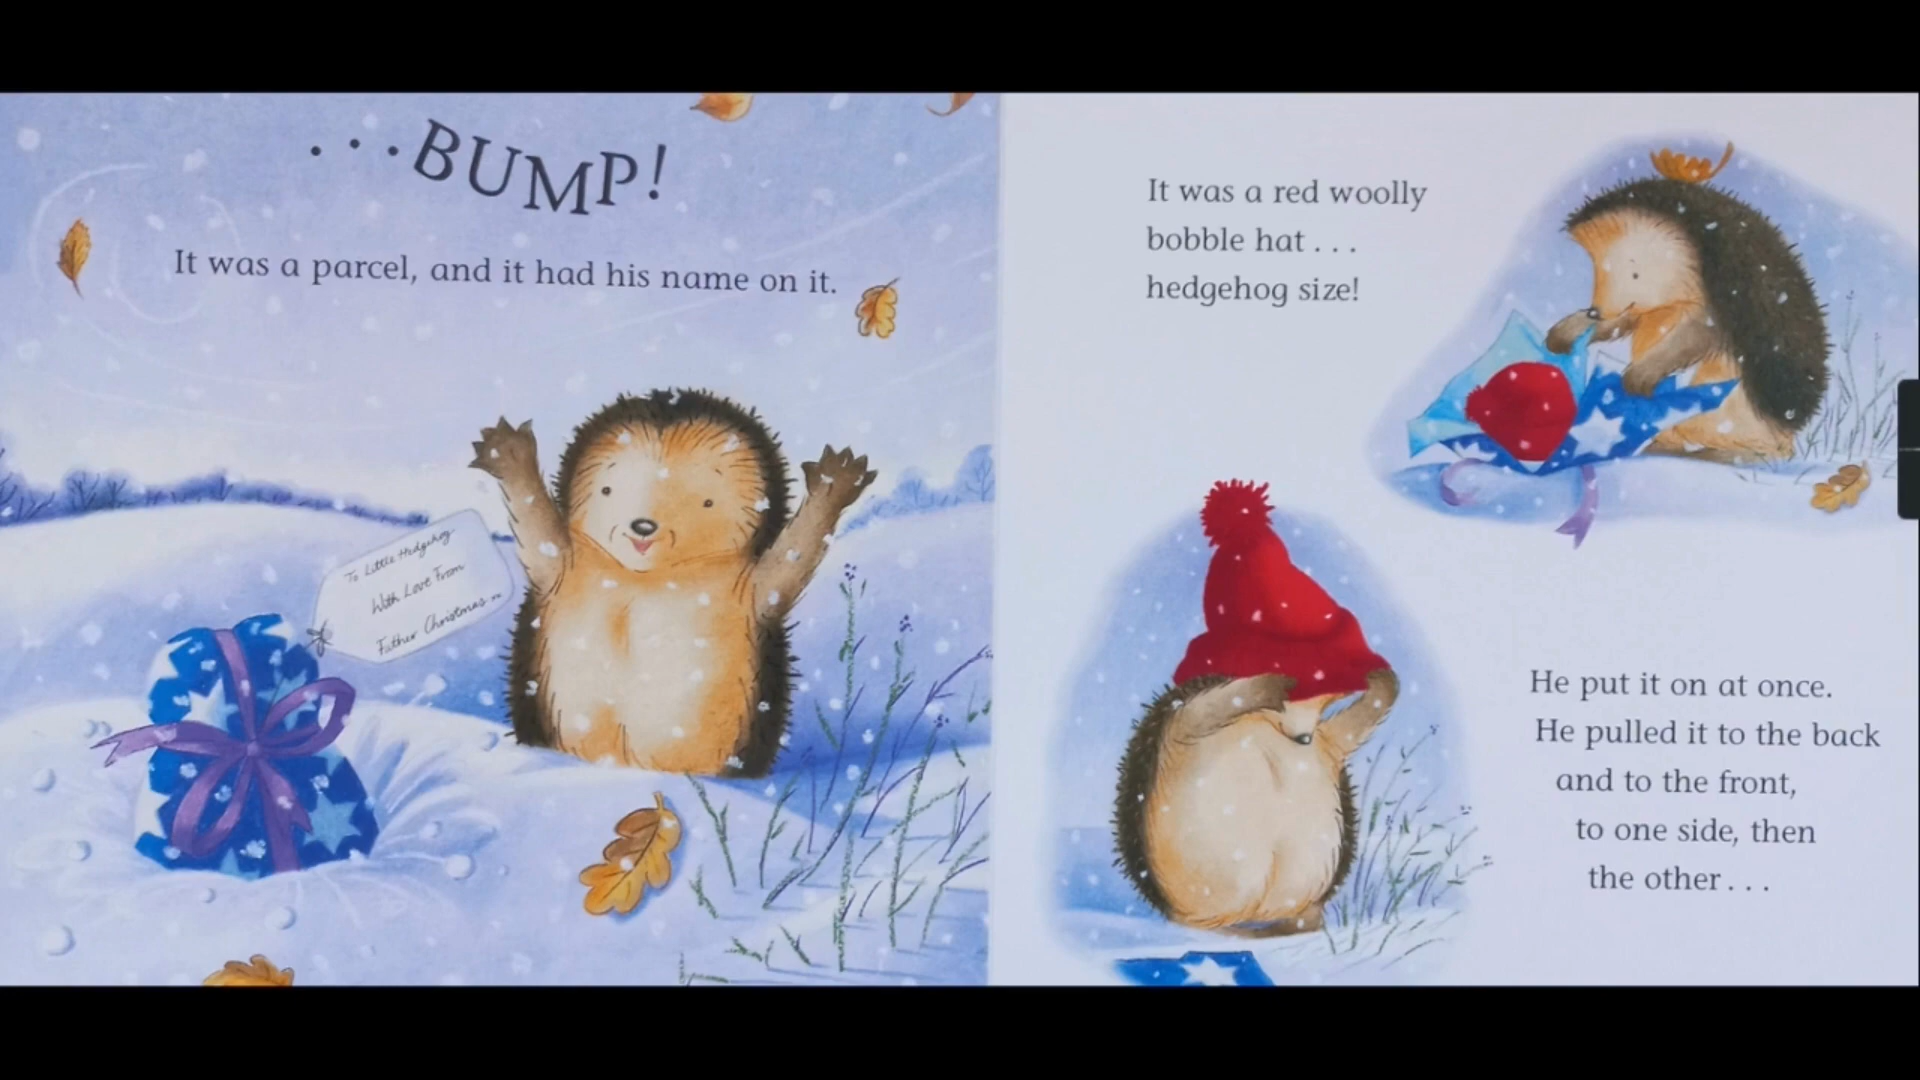 ...BUMP!
It was a parcel, and it had his name on it.
To Little Hedgehog
With Love From
Father Christmas
It was a red woolly
bobble hat . . .
hedgehog size!
He put it on at once.
He pulled it to the back
and to the front,
to one side, then
the other . . .